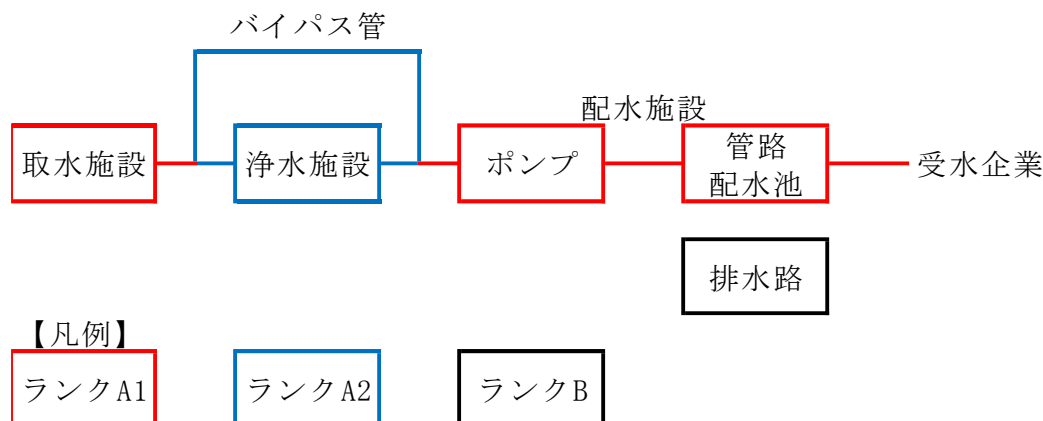 バイパス管
配水施設
取水施設
浄水施設
ポンプ
管路
配水池
受水企業
排水路
【凡例】
ランクA1
ランクA2
ランクB